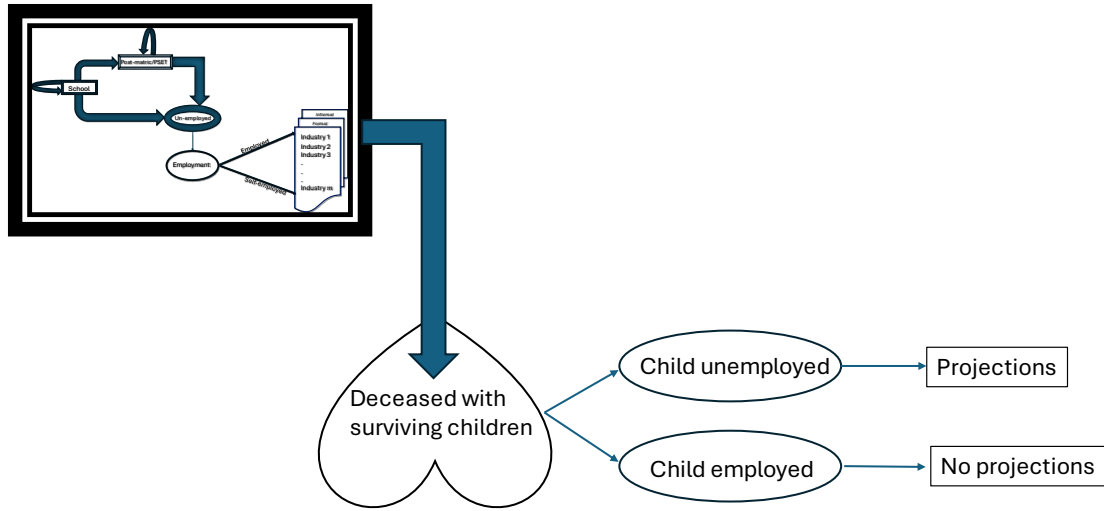 Post-matric/PSET
School
Un-employed
Employment
Employed
Self-employed
Informal
Formal
Industry 1
Industry 2
Industry 3
.
.
.
Industry m
Deceased with
surviving children
Child unemployed
Projections
Child employed
No projections